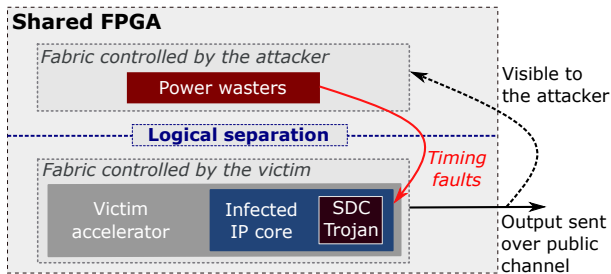 Shared FPGA
Fabric controlled by the attacker
Power wasters
Visible to
the attacker
Logical separation
Fabric controlled by the victim
Timing
faults
Victim
accelerator
Infected
IP core
SDC
Trojan
Output sent
over public
channel